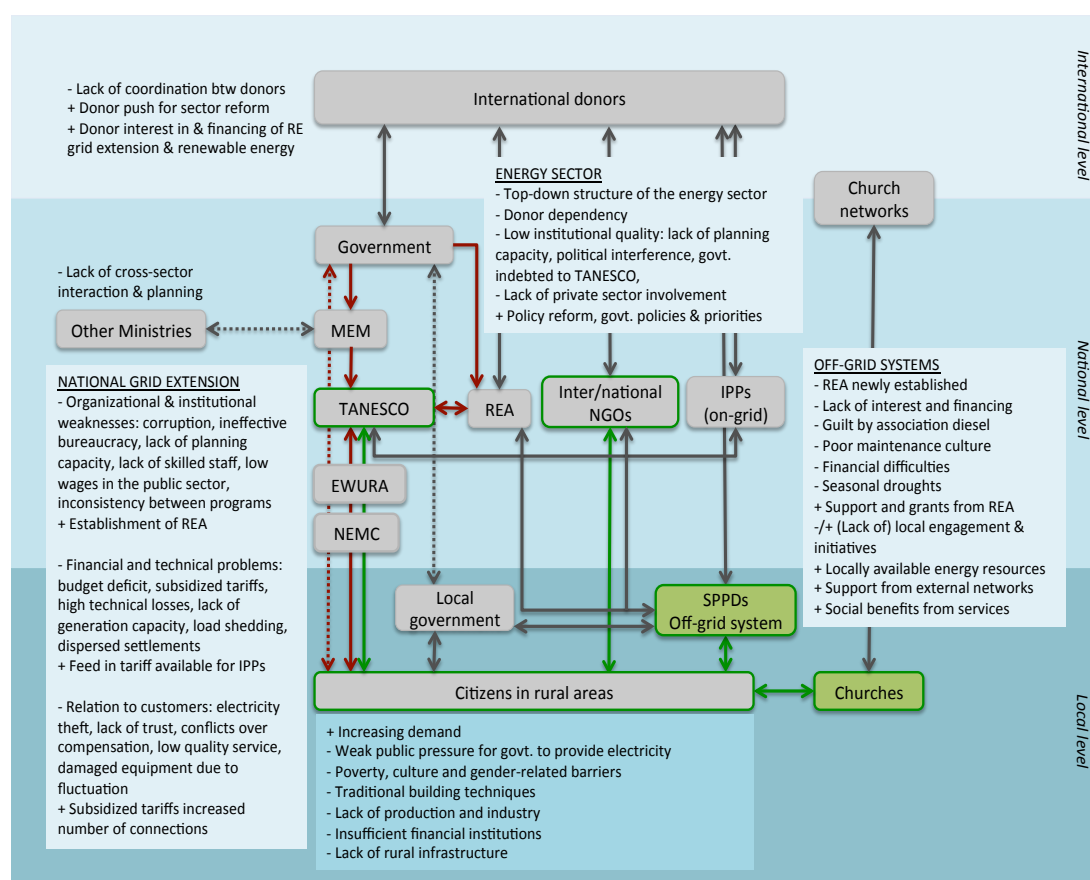 - Lack of coordination btw donors
+ Donor push for sector reform
+ Donor interest in & financing of RE
grid extension & renewable energy
International donors
International level
ENERGY SECTOR
- Top-down structure of the energy sector
- Donor dependency
- Low institutional quality: lack of planning
capacity, political interference, govt.
indebted to TANESCO,
- Lack of private sector involvement
+ Policy reform, govt. policies & priorities
Church
networks
Government
- Lack of cross-sector
interaction & planning
Other Ministries
MEM
National level
NATIONAL GRID EXTENSION
- Organizational & institutional
weaknesses: corruption, ineffective
bureaucracy, lack of planning
capacity, lack of skilled staff, low
wages in the public sector,
inconsistency between programs
+ Establishment of REA
- Financial and technical problems:
budget deficit, subsidized tariffs,
high technical losses, lack of
generation capacity, load shedding,
dispersed settlements
+ Feed in tariff available for IPPs
- Relation to customers: electricity
theft, lack of trust, conflicts over
compensation, low quality service,
damaged equipment due to
fluctuation
+ Subsidized tariffs increased
number of connections
TANESCO
REA
Inter/national
NGOs
IPPs
(on-grid)
OFF-GRID SYSTEMS
- REA newly established
- Lack of interest and financing
- Guilt by association diesel
- Poor maintenance culture
- Financial difficulties
- Seasonal droughts
+ Support and grants from REA
-/+ (Lack of) local engagement &
initiatives
+ Locally available energy resources
+ Support from external networks
+ Social benefits from services
EWURA
NEMC
Local
government
SPPDs
Off-grid system
Citizens in rural areas
Churches
Local level
+ Increasing demand
- Weak public pressure for govt. to provide electricity
- Poverty, culture and gender-related barriers
- Traditional building techniques
- Lack of production and industry
- Insufficient financial institutions
- Lack of rural infrastructure